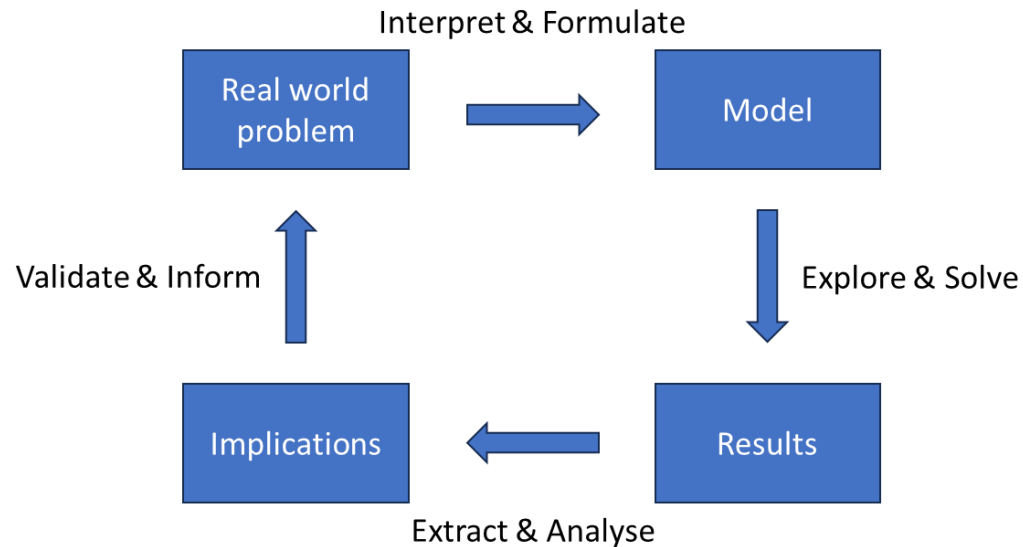 Interpret & Formulate
Real world
problem
Model
Validate & Inform
Explore & Solve
Implications
Results
Extract & Analyse